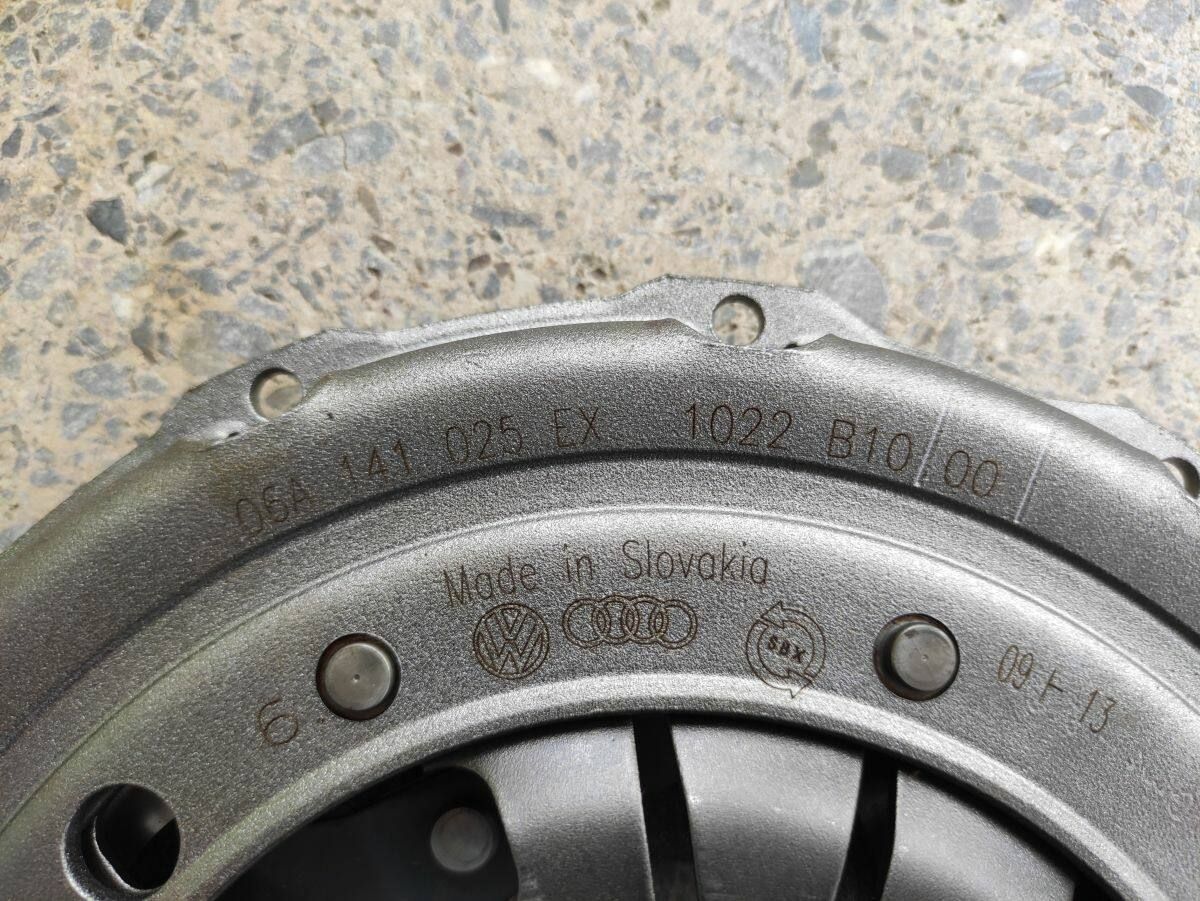 06A 141 025 EX 1022 B10 00
Made in Slovakia
SBX
09 F 13
6.